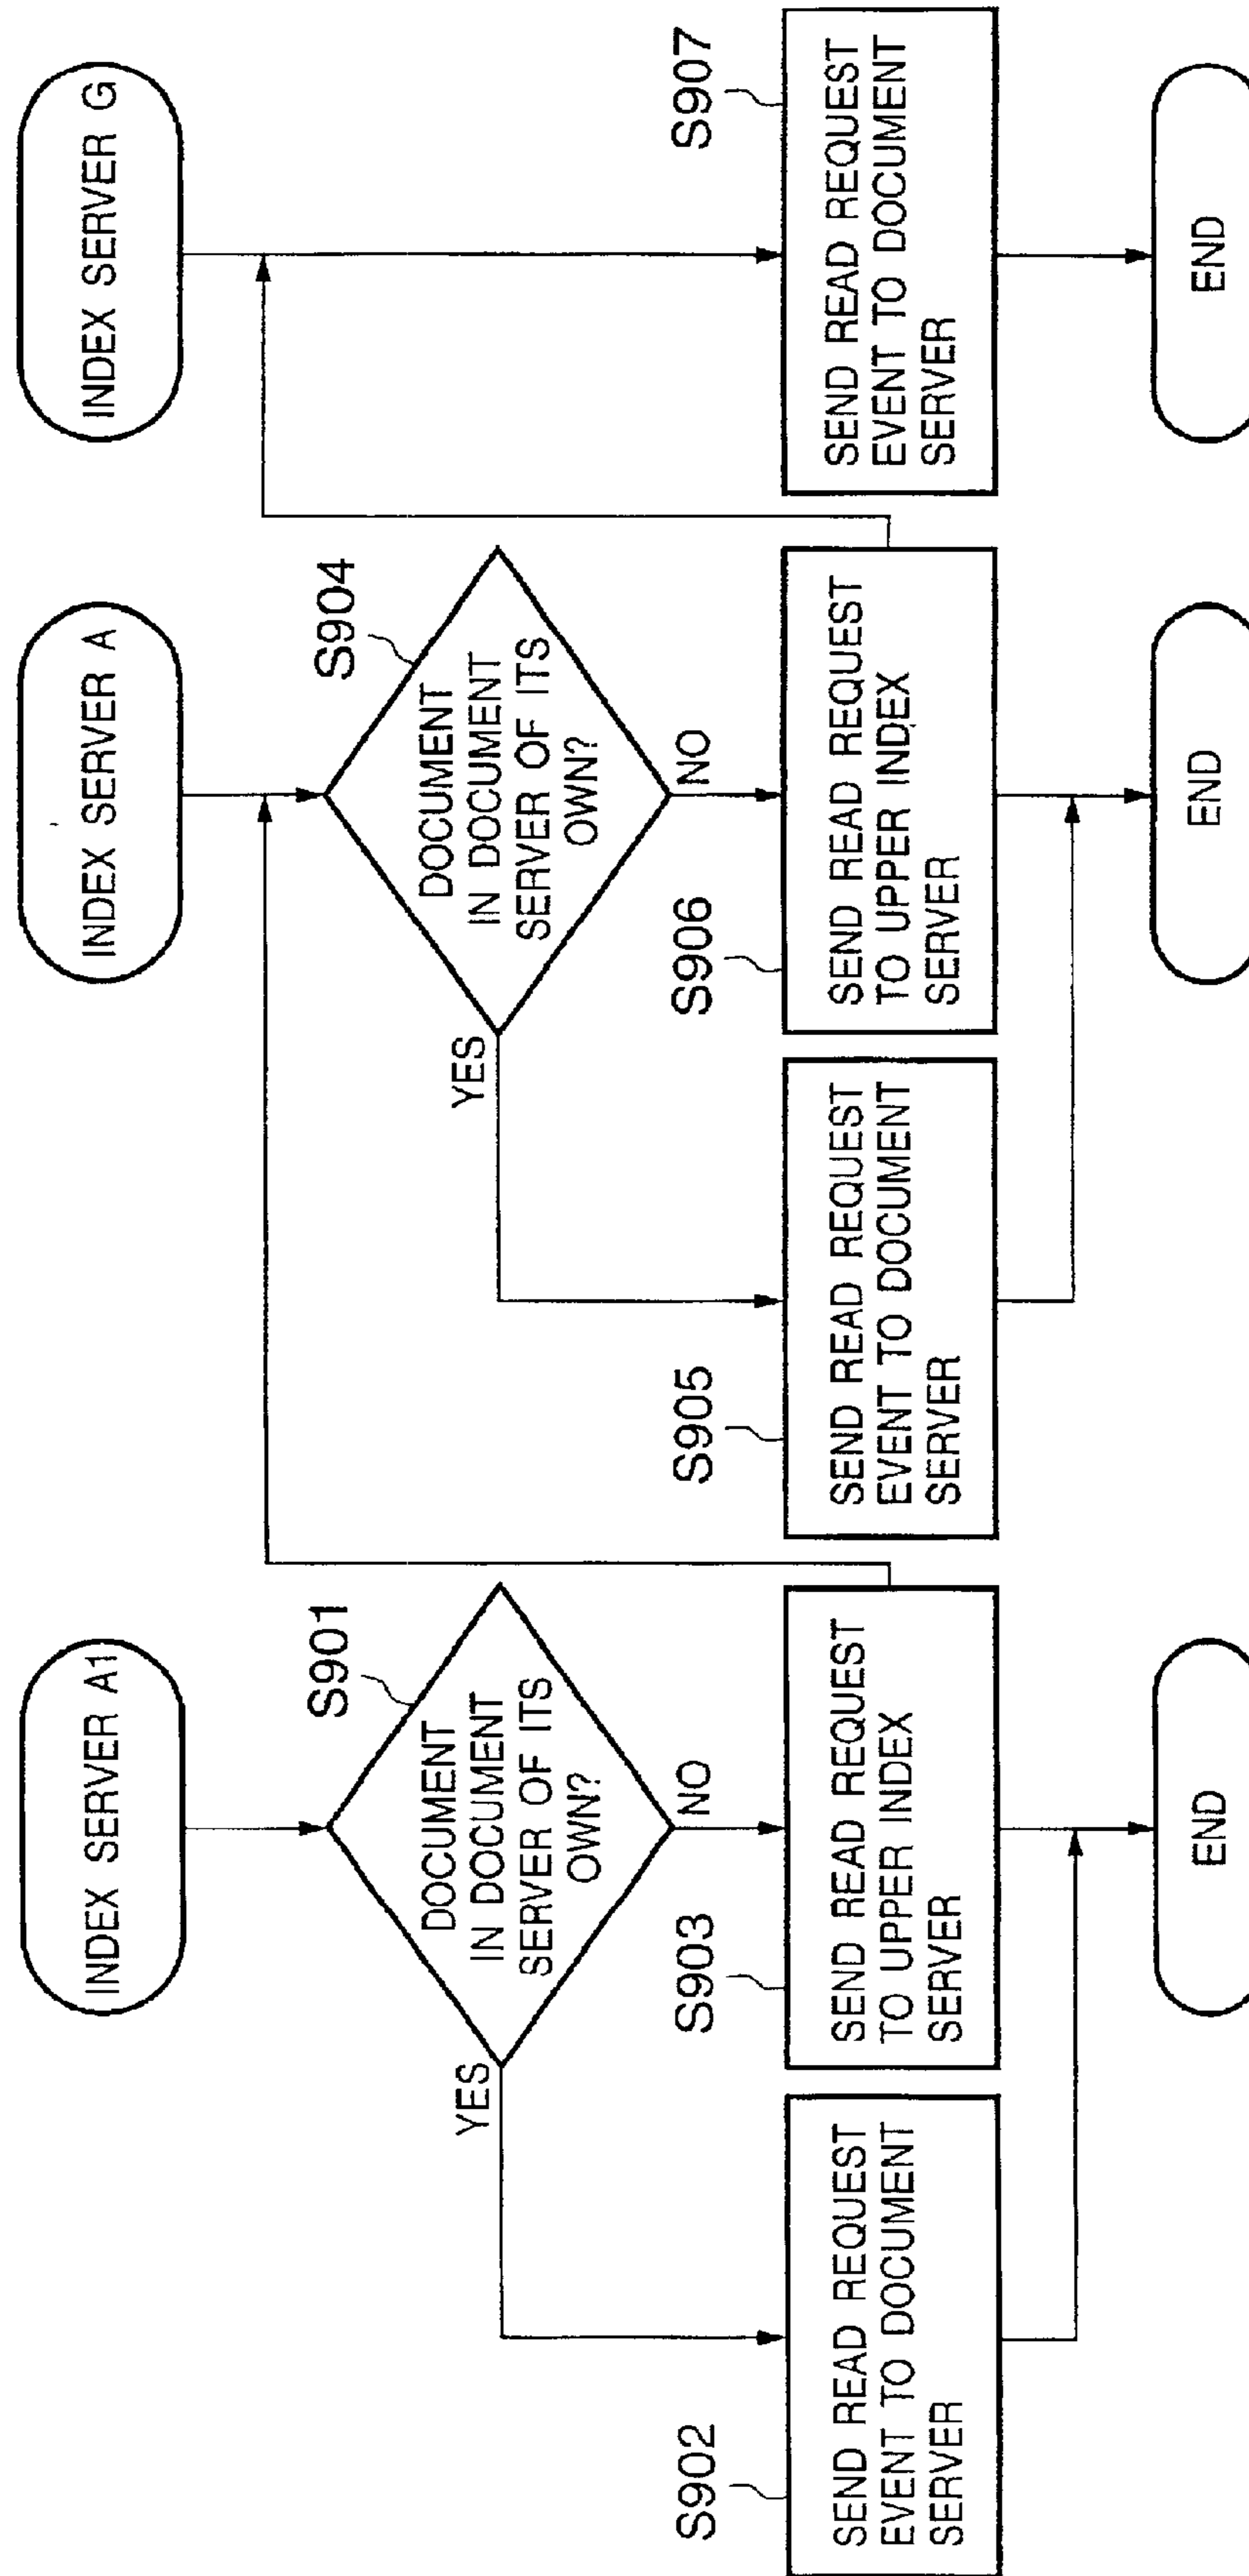 INDEX SERVER A1
S901
DOCUMENT
IN DOCUMENT
SERVER OF ITS
OWN?
YES
NO
S902
SEND READ REQUEST
EVENT TO DOCUMENT
SERVER
S903
SEND READ REQUEST
TO UPPER INDEX
SERVER
END
INDEX SERVER A
S904
DOCUMENT
IN DOCUMENT
SERVER OF ITS
OWN?
YES
NO
S905
SEND READ REQUEST
EVENT TO DOCUMENT
SERVER
S906
SEND READ REQUEST
TO UPPER INDEX
SERVER
END
INDEX SERVER G
S907
SEND READ REQUEST
EVENT TO DOCUMENT
SERVER
END